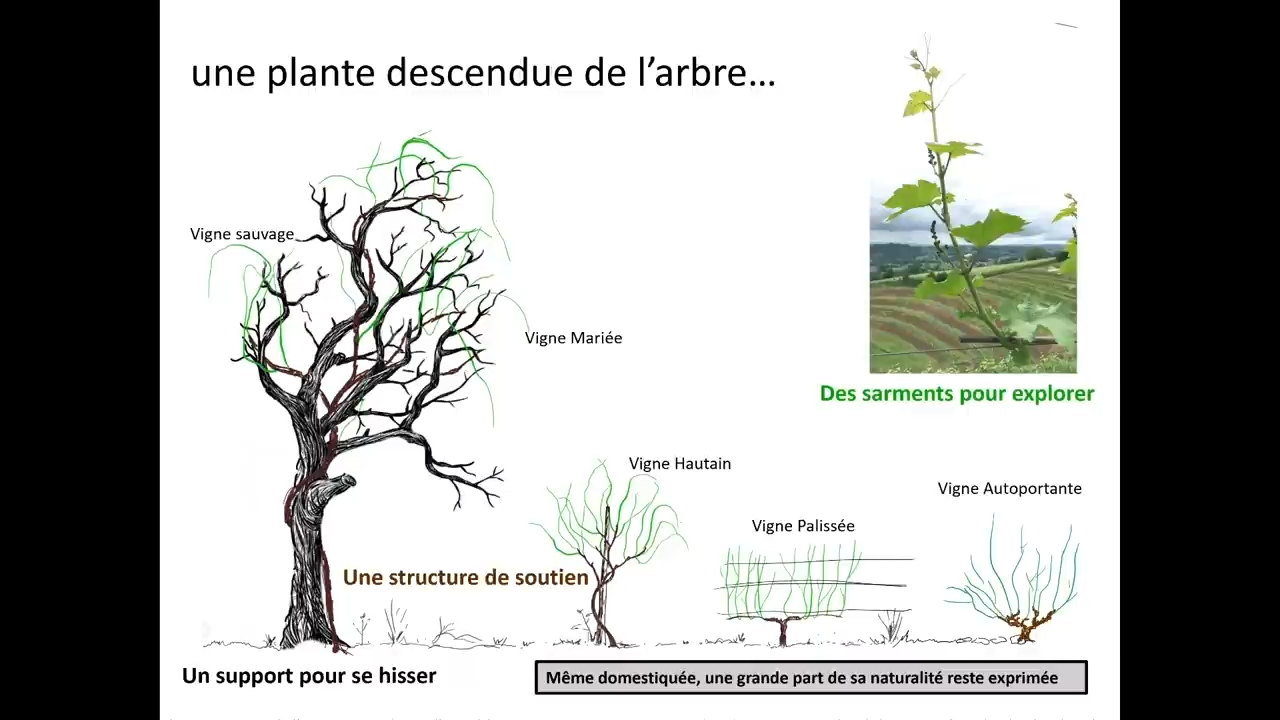 une plante descendue de l’arbre…
Vigne sauvage
Vigne Mariée
Des sarments pour explorer
Vigne Hautain
Vigne Autoportante
Vigne Palissée
Une structure de soutien
Un support pour se hisser
Même domestiquée, une grande part de sa naturalité reste exprimée